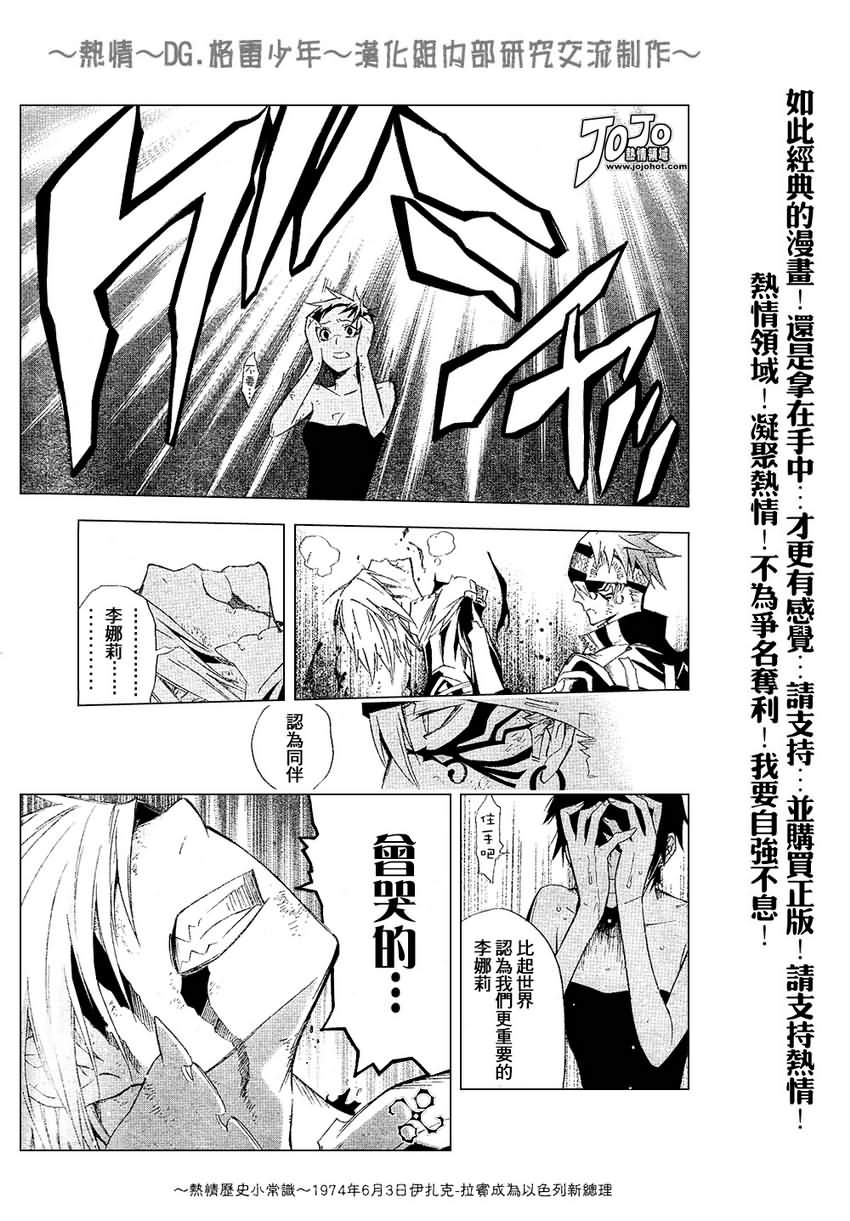 ～熱情～DG.格雷少年～漢化組內部研究交流制作～
如此經典的漫畫！還是拿在手中…才更有感覺…請支持…並購買正版！請支持熱情！
熱情領域！凝聚熱情！不為爭名奪利！我要自強不息！
JOJO
熱情領域
www.jojohot.com
不要…
………
李娜莉
………
認為同伴
住手吧
比起世界
認為我們更重要的
李娜莉
會哭的…
～熱情歷史小常識～1974年6月3日伊扎克-拉賓成為以色列新總理